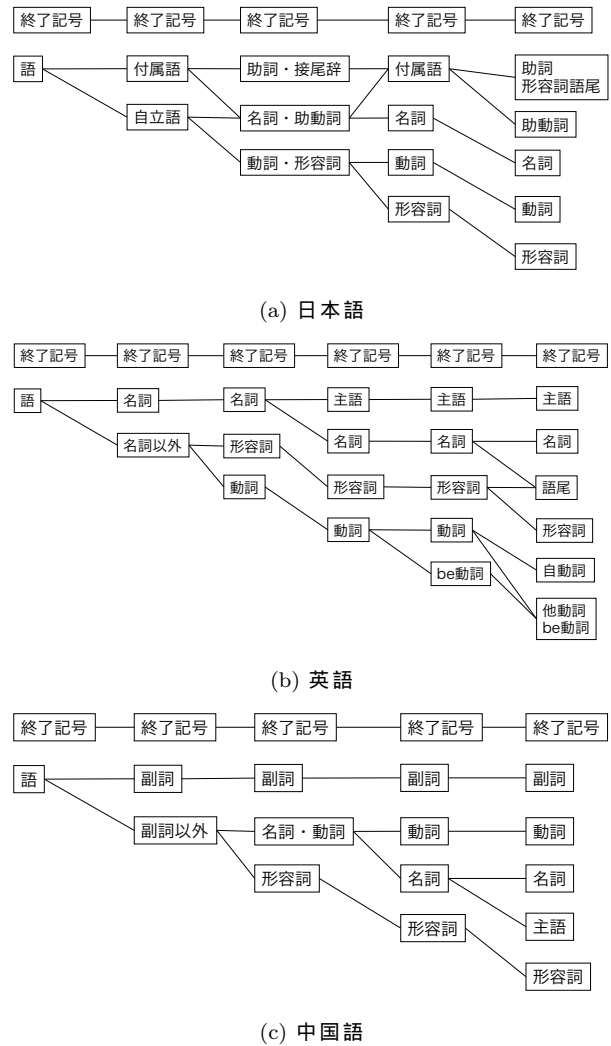 終了記号 終了記号 終了記号 終了記号 終了記号
語 付属語 助詞・接尾辞 付属語 助詞
形容詞語尾
自立語 名詞・助動詞 名詞 助動詞
動詞・形容詞 動詞 名詞
形容詞 動詞
形容詞
(a) 日本語
終了記号 終了記号 終了記号 終了記号 終了記号 終了記号
語 名詞 名詞 主語 主語 主語
名詞以外 形容詞 名詞 名詞 名詞
動詞 形容詞 形容詞 語尾
動詞 動詞 形容詞
be動詞 自動詞
他動詞
be動詞
(b) 英語
終了記号 終了記号 終了記号 終了記号 終了記号
語 副詞 副詞 副詞 副詞
副詞以外 名詞・動詞 動詞 動詞
形容詞 名詞 名詞
形容詞 主語
形容詞
(c) 中国語